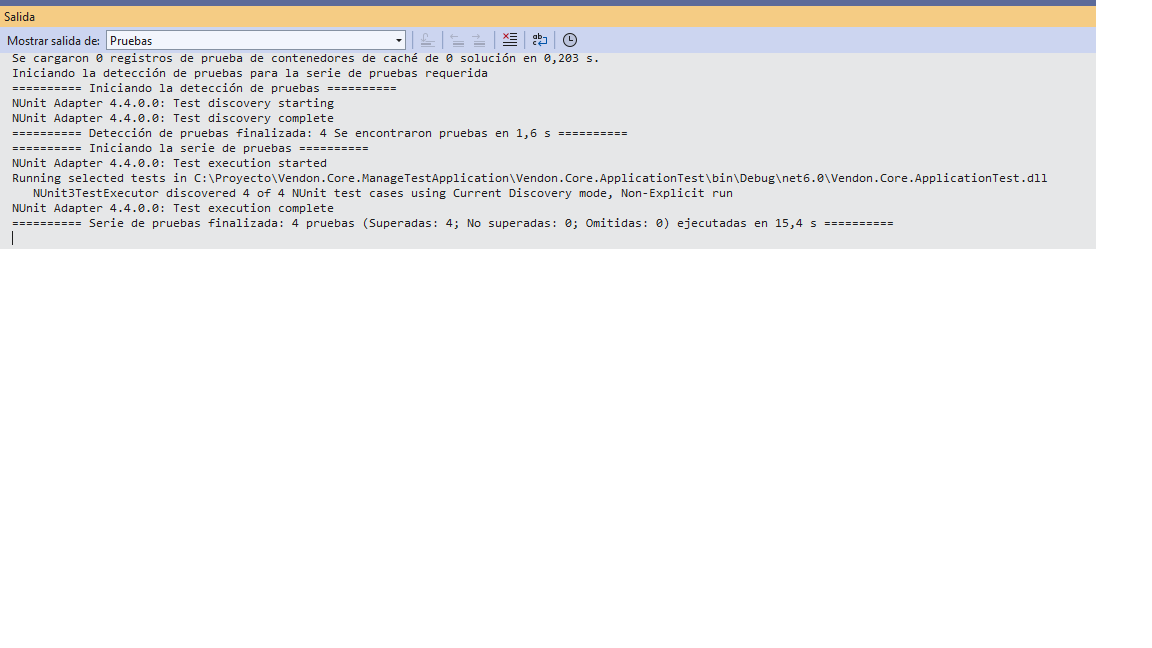 Salida
Mostrar salida de: Pruebas
Se cargaron 0 registros de prueba de contenedores de caché de 0 solución en 0,203 s.
Iniciando la detección de pruebas para la serie de pruebas requerida
========== Iniciando la detección de pruebas ==========
NUnit Adapter 4.4.0.0: Test discovery starting
NUnit Adapter 4.4.0.0: Test discovery complete
========== Detección de pruebas finalizada: 4 Se encontraron pruebas en 1,6 s ==========
========== Iniciando la serie de pruebas ==========
NUnit Adapter 4.4.0.0: Test execution started
Running selected tests in C:\Proyecto\Vendon.Core.ManageTestApplication\Vendon.Core.ApplicationTest\bin\Debug\net6.0\Vendon.Core.ApplicationTest.dll
   NUnit3TestExecutor discovered 4 of 4 NUnit test cases using Current Discovery mode, Non-Explicit run
NUnit Adapter 4.4.0.0: Test execution complete
========== Serie de pruebas finalizada: 4 pruebas (Superadas: 4; No superadas: 0; Omitidas: 0) ejecutadas en 15,4 s ==========